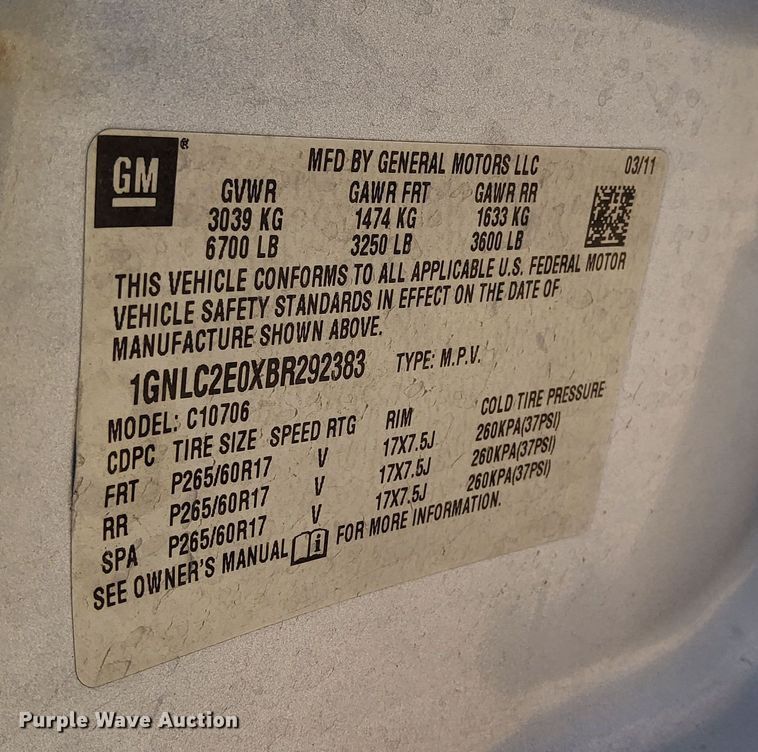 GM®
MFD BY GENERAL MOTORS LLC 03/11
GVWR GAWR FRT GAWR RR
3039 KG 1474 KG 1633 KG
6700 LB 3250 LB 3600 LB
THIS VEHICLE CONFORMS TO ALL APPLICABLE U.S. FEDERAL MOTOR
VEHICLE SAFETY STANDARDS IN EFFECT ON THE DATE OF
MANUFACTURE SHOWN ABOVE.
1GNLC2E0XBR292383 TYPE: M.P.V.
MODEL: C10706
CDPC TIRE SIZE SPEED RTG RIM COLD TIRE PRESSURE
FRT P265/60R17 V 17X7.5J 260KPA(37PSI)
RR P265/60R17 V 17X7.5J 260KPA(37PSI)
SPA P265/60R17 V 17X7.5J 260KPA(37PSI)
SEE OWNER'S MANUAL i FOR MORE INFORMATION.
Purple Wave Auction